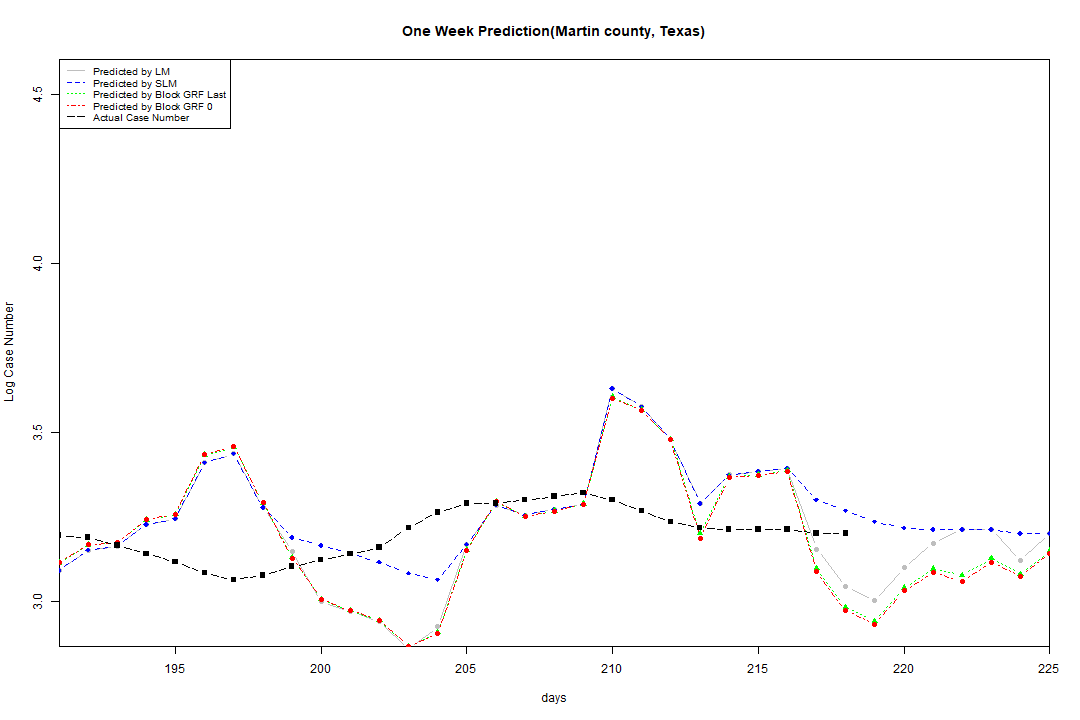 One Week Prediction(Martin county, Texas)
Predicted by LM
Predicted by SLM
Predicted by Block GRF Last
Predicted by Block GRF 0
Actual Case Number
4.5
4.0
3.5
3.0
Log Case Number
195
200
205
210
215
220
225
days